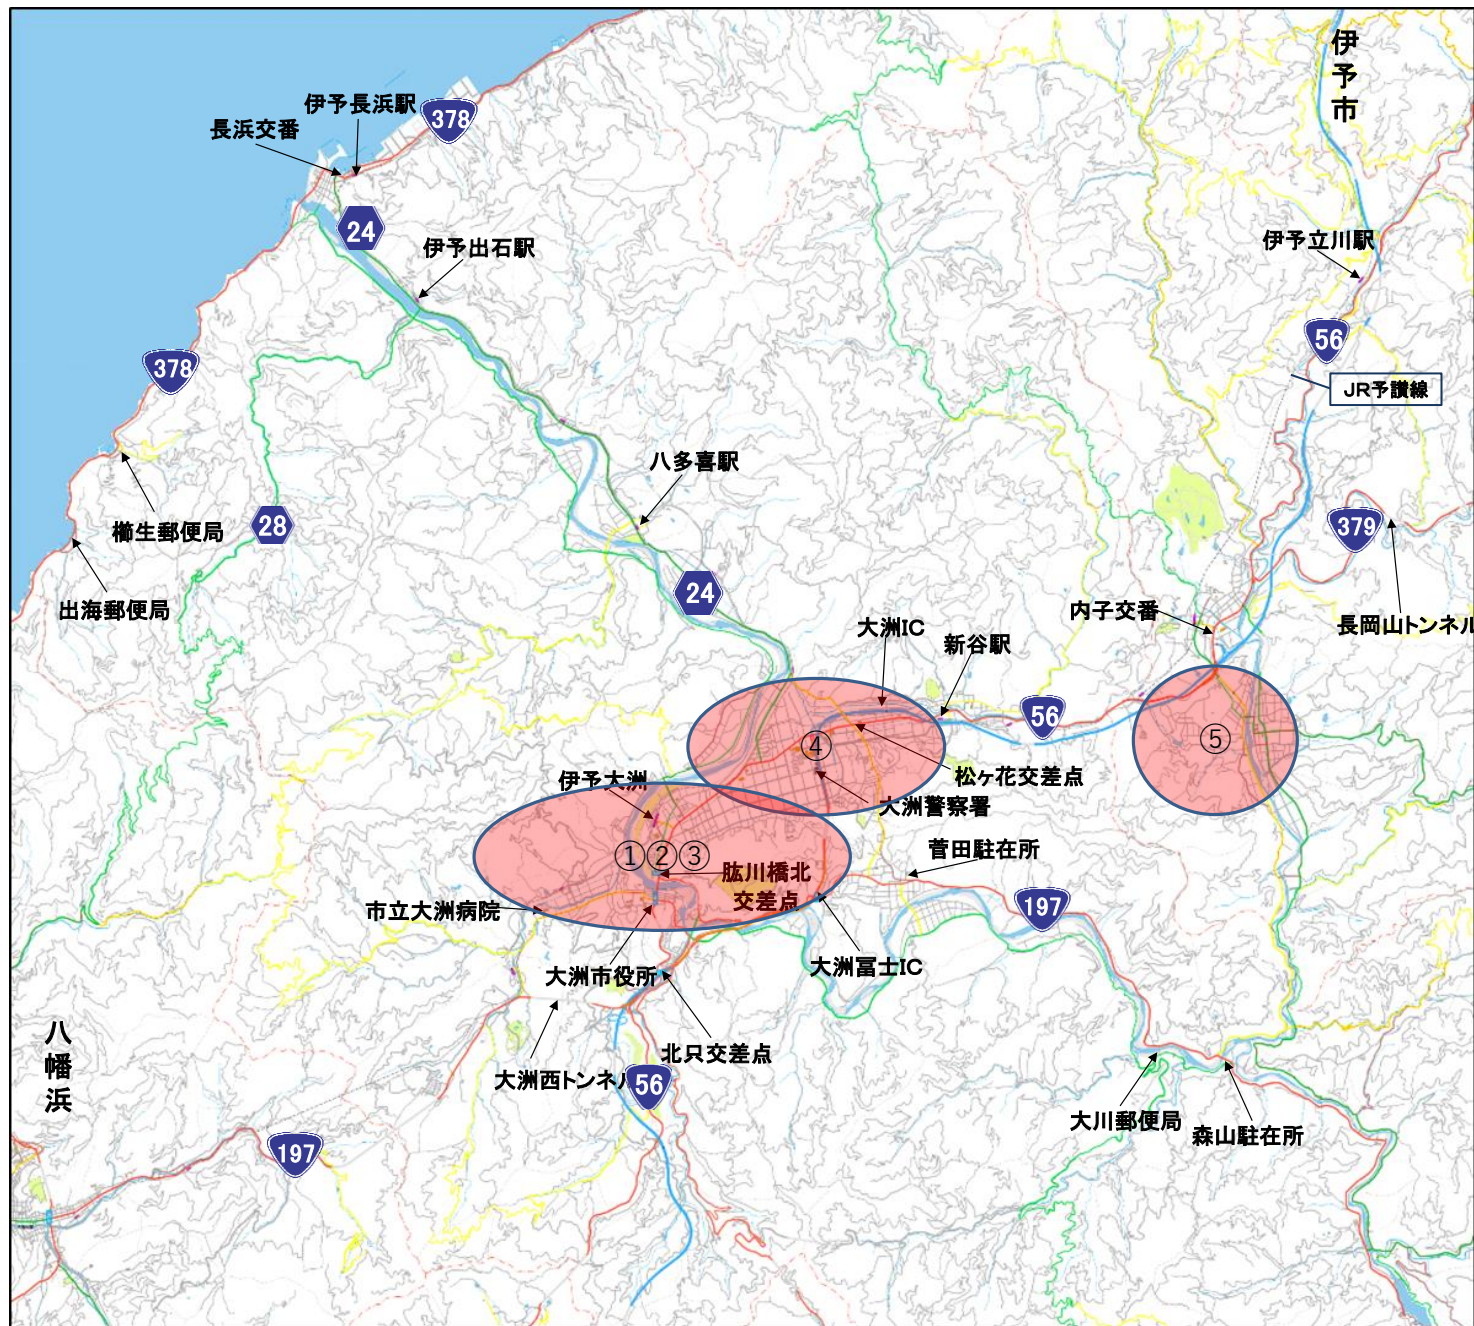 伊予市
伊予長浜駅
378
長浜交番
24
伊予出石駅
伊予立川駅
56
378
JR予讃線
八多喜駅
櫛生郵便局
28
379
24
出海郵便局
内子交番
長岡山トンネル
大洲IC
新谷駅
56
④
⑤
伊予大洲
松ヶ花交差点
大洲警察署
①②③
菅田駐在所
肱川橋北
交差点
市立大洲病院
197
大洲市役所
大洲冨士IC
八幡浜
北只交差点
大洲西トンネル
56
大川郵便局
森山駐在所
197